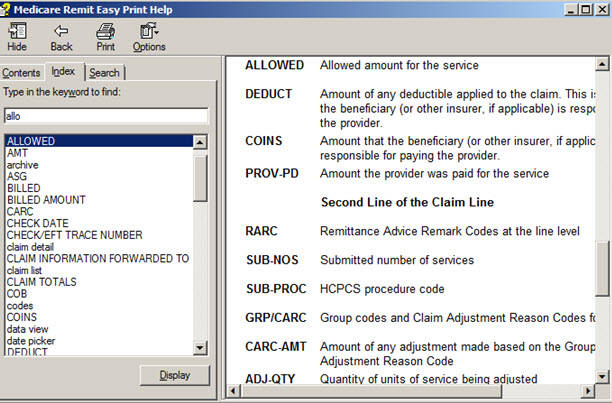 Medicare Remit Easy Print Help
Hide Back Print Options
Contents Index Search
Type in the keyword to find:
allo
ALLOWED
AMT
archive
ASG
BILLED
BILLED AMOUNT
CARC
CHECK DATE
CHECK/EFT TRACE NUMBER
claim detail
CLAIM INFORMATION FORWARDED TO
claim list
CLAIM TOTALS
COB
codes
COINS
data view
date picker
DEDUCT
Display
ALLOWED Allowed amount for the service
DEDUCT Amount of any deductible applied to the claim. This is
the beneficiary (or other insurer, if applicable) is resp
the provider.
COINS Amount that the beneficiary (or other insurer, if applic
responsible for paying the provider.
PROV-PD Amount the provider was paid for the service
Second Line of the Claim Line
RARC Remittance Advice Remark Codes at the line level
SUB-NOS Submitted number of services
SUB-PROC HCPCS procedure code
GRP/CARC Group codes and Claim Adjustment Reason Codes fo
CARC-AMT Amount of any adjustment made based on the Group
Adjustment Reason Code
ADJ-QTY Quantity of units of service being adjusted